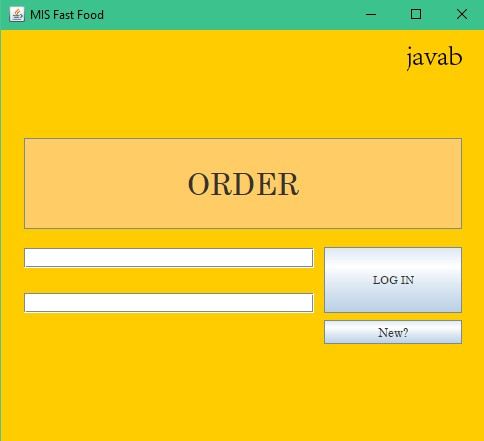 MIS Fast Food
javab
ORDER
LOG IN
New?